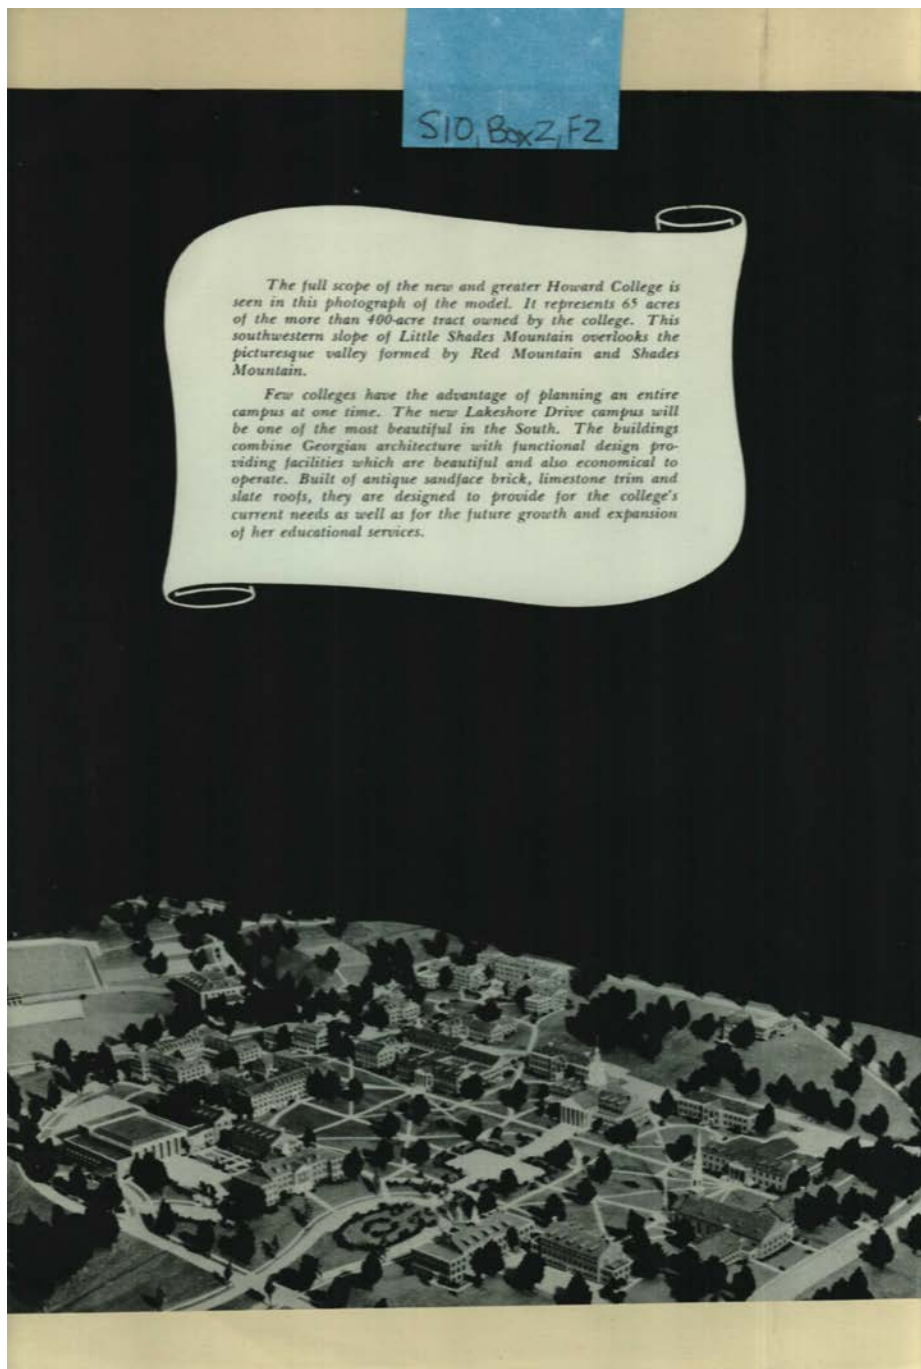 S10, Box2, F2
The full scope of the new and greater Howard College is
seen in this photograph of the model. It represents 65 acres
of the more than 400-acre tract owned by the college. This
southwestern slope of Little Shades Mountain overlooks the
picturesque valley formed by Red Mountain and Shades
Mountain.
Few colleges have the advantage of planning an entire
campus at one time. The new Lakeshore Drive campus will
be one of the most beautiful in the South. The buildings
combine Georgian architecture with functional design pro-
viding facilities which are beautiful and also economical to
operate. Built of antique sandface brick, limestone trim and
slate roofs, they are designed to provide for the college's
current needs as well as for the future growth and expansion
of her educational services.